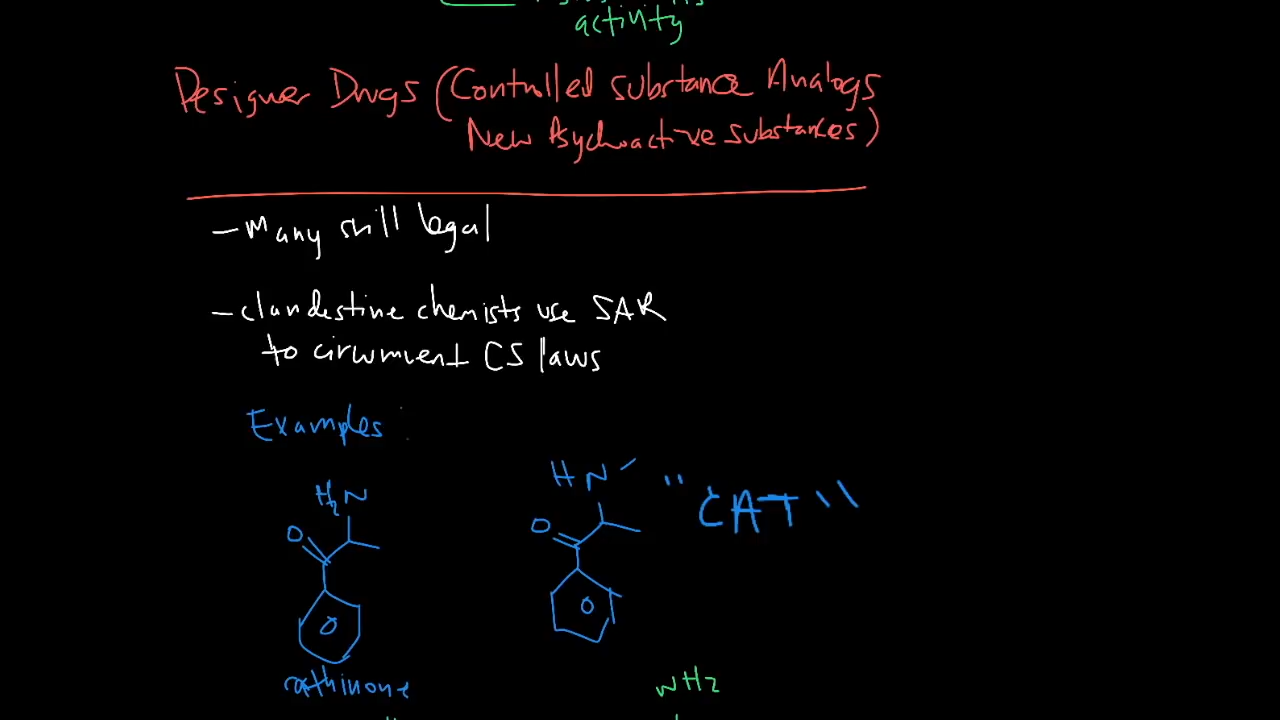 activity
Designer Drugs (Controlled substance Analogs
New Psychoactive substances)
- Many still legal
- clandestine chemists use SAR
to circumvent CS laws
Examples:
H2N
O
HN
O
"CAT"
cathinone
NH2